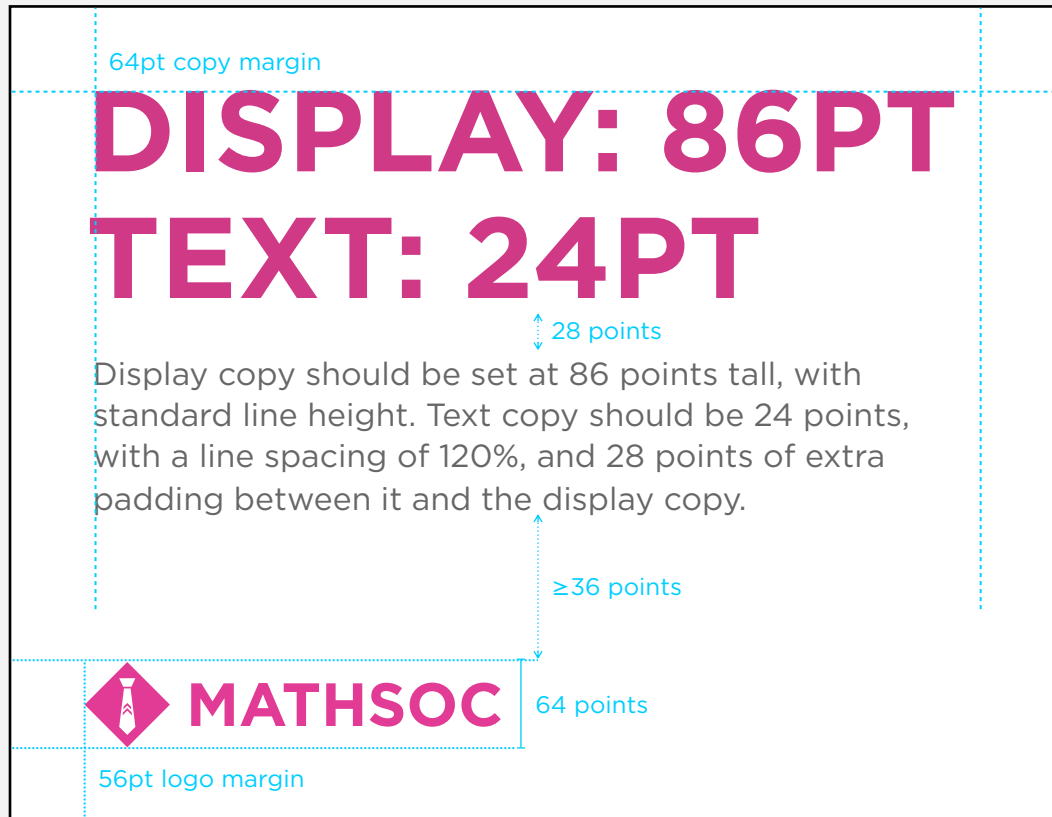 64pt copy margin
DISPLAY: 86PT
TEXT: 24PT
28 points
Display copy should be set at 86 points tall, with
standard line height. Text copy should be 24 points,
with a line spacing of 120%, and 28 points of extra
padding between it and the display copy.
≥36 points
MATHSOC
64 points
56pt logo margin